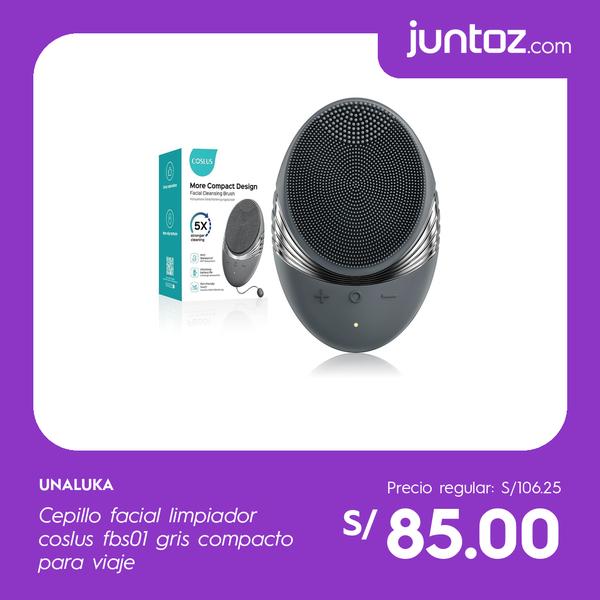 juntoz.com
COSLUS
More Compact Design
Facial Cleansing Brush
5X
stronger
cleaning
UNALUKA
Cepillo facial limpiador
coslus fbs01 gris compacto
para viaje
Precio regular: S/106.25
S/ 85.00